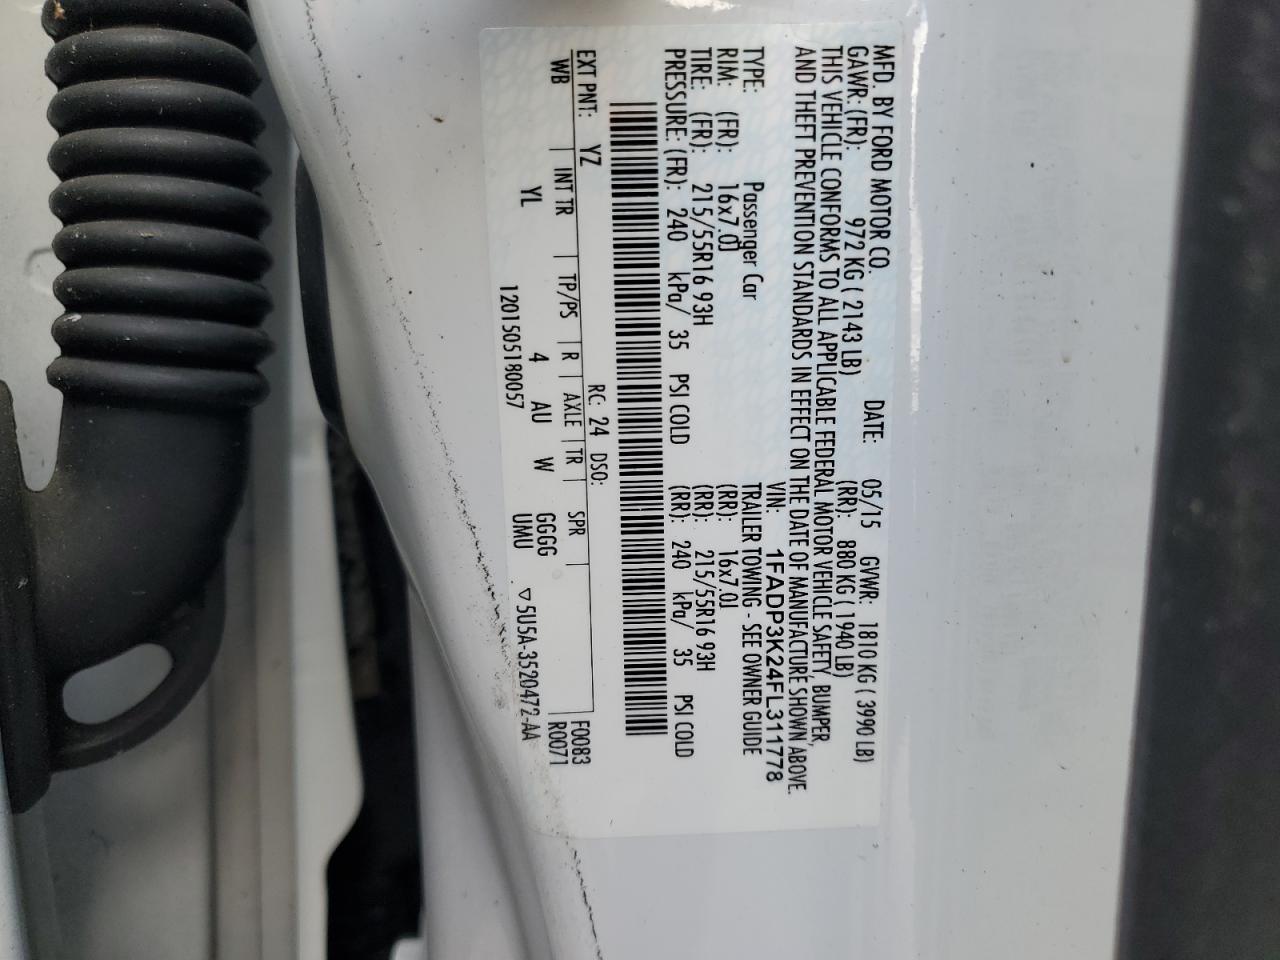 MFD. BY FORD MOTOR CO.
DATE: 05/15 GVWR: 1810 KG ( 3990 LB)
GAWR: (FR): 972 KG ( 2143 LB) (RR): 880 KG ( 1940 LB)
THIS VEHICLE CONFORMS TO ALL APPLICABLE FEDERAL MOTOR VEHICLE SAFETY, BUMPER,
AND THEFT PREVENTION STANDARDS IN EFFECT ON THE DATE OF MANUFACTURE SHOWN ABOVE.
VIN: 1FADP3K24FL311778
TYPE: Passenger Car TRAILER TOWING - SEE OWNER GUIDE
RIM: (FR): 16x7.0J (RR): 16x7.0J
TIRE: (FR): 215/55R16 93H (RR): 215/55R16 93H
PRESSURE: (FR): 240 kPa/ 35 PSI COLD (RR): 240 kPa/ 35 PSI COLD
EXT PNT: YZ RC: 24 DSO: F0083
WB INT TR TP/PS R AXLE TR SPR R0071
YL 4 AU W GGGG
UMU
120150518005​7 ▽5U5A-3520472-AA